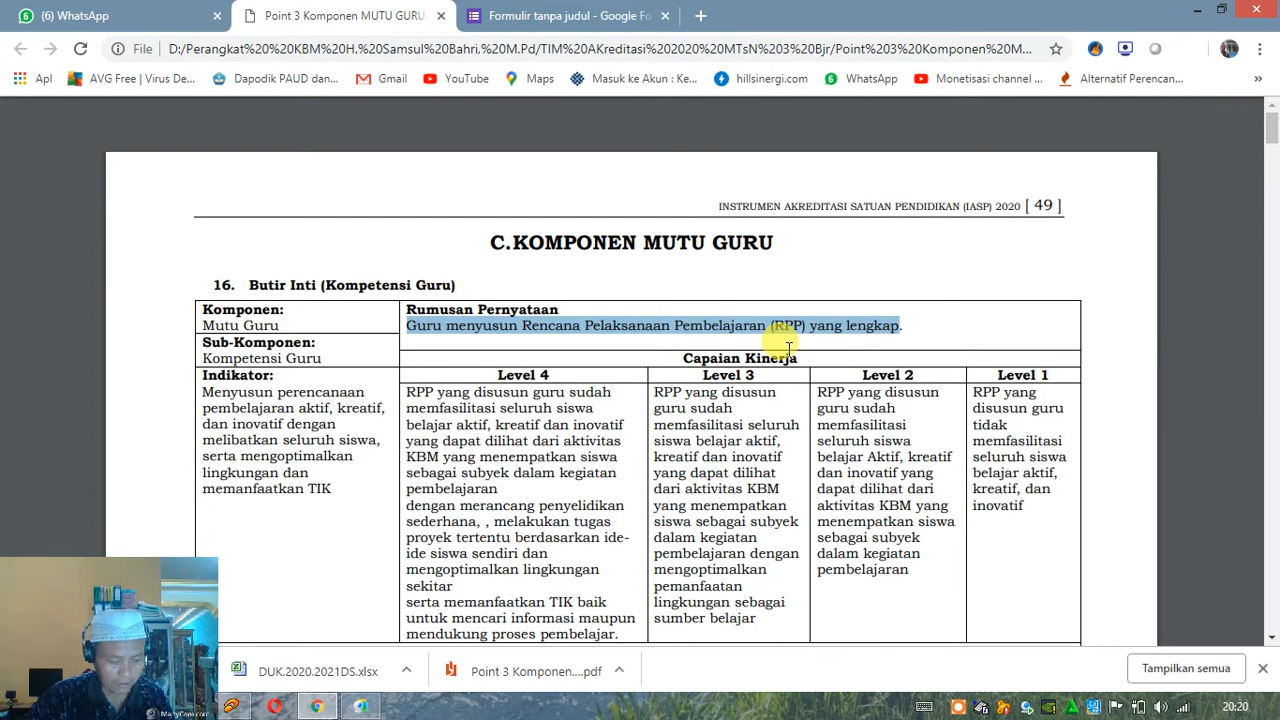 (6) WhatsApp
Point 3 Komponen MUTU GURU.
Formulir tanpa judul - Google Fo
File
D:/Perangkat%20%20KBM%20H.%20Samsul%20Bahri,%20M.Pd/TIM%20AKreditasi%202020%20MTsN%203%20Bjr/Point%203%20Komponen%20M...
Apl
AVG Free | Virus De...
Dapodik PAUD dan...
Gmail
YouTube
Maps
Masuk ke Akun : Ke...
hillsinergi.com
WhatsApp
Monetisasi channel ...
Alternatif Perencan...
INSTRUMEN AKREDITASI SATUAN PENDIDIKAN (IASP) 2020 [ 49 ]
C.KOMPONEN MUTU GURU
16. Butir Inti (Kompetensi Guru)
Komponen:
Mutu Guru
Rumusan Pernyataan
Guru menyusun Rencana Pelaksanaan Pembelajaran (RPP) yang lengkap.
Sub-Komponen:
Kompetensi Guru
Capaian Kinerja
Indikator:
Menyusun perencanaan
pembelajaran aktif, kreatif,
dan inovatif dengan
melibatkan seluruh siswa,
serta mengoptimalkan
lingkungan dan
memanfaatkan TIK
Level 4
RPP yang disusun guru sudah
memfasilitasi seluruh siswa
belajar aktif, kreatif dan inovatif
yang dapat dilihat dari aktivitas
KBM yang menempatkan siswa
sebagai subyek dalam kegiatan
pembelajaran
dengan merancang penyelidikan
sederhana, , melakukan tugas
proyek tertentu berdasarkan ide-
ide siswa sendiri dan
mengoptimalkan lingkungan
sekitar
serta memanfaatkan TIK baik
untuk mencari informasi maupun
mendukung proses pembelajar.
Level 3
RPP yang disusun
guru sudah
memfasilitasi seluruh
siswa belajar aktif,
kreatif dan inovatif
yang dapat dilihat
dari aktivitas KBM
yang menempatkan
siswa sebagai subyek
dalam kegiatan
pembelajaran dengan
mengoptimalkan
pemanfaatan
lingkungan sebagai
sumber belajar
Level 2
RPP yang disusun
guru sudah
memfasilitasi
seluruh siswa
belajar Aktif, kreatif
dan inovatif yang
dapat dilihat dari
aktivitas KBM yang
menempatkan siswa
sebagai subyek
dalam kegiatan
pembelajaran
Level 1
RPP yang
disusun guru
tidak
memfasilitasi
seluruh siswa
belajar aktif,
kreatif, dan
inovatif
DUK.2020.2021DS.xlsx
Point 3 Komponen....pdf
Tampilkan semua
ManyCam.com
20:20